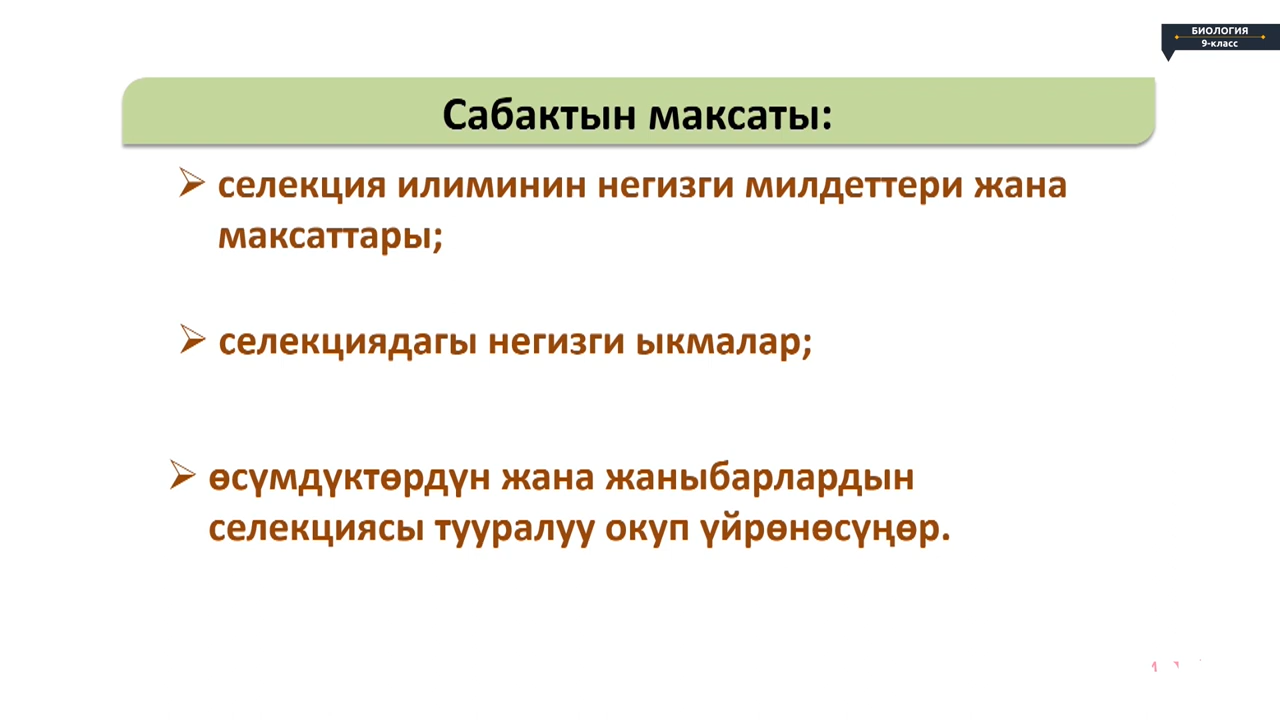 БИОЛОГИЯ
9-класс
Сабактын максаты:
селекция илиминин негизги милдеттери жана
максаттары;
селекциядагы негизги ыкмалар;
өсүмдүктөрдүн жана жаныбарлардын
селекциясы тууралуу окуп үйрөнөсүңөр.